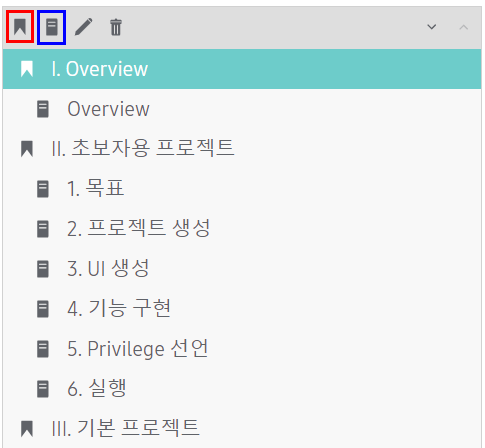 I. Overview
Overview
II. 초보자용 프로젝트
1. 목표
2. 프로젝트 생성
3. UI 생성
4. 기능 구현
5. Privilege 선언
6. 실행
III. 기본 프로젝트